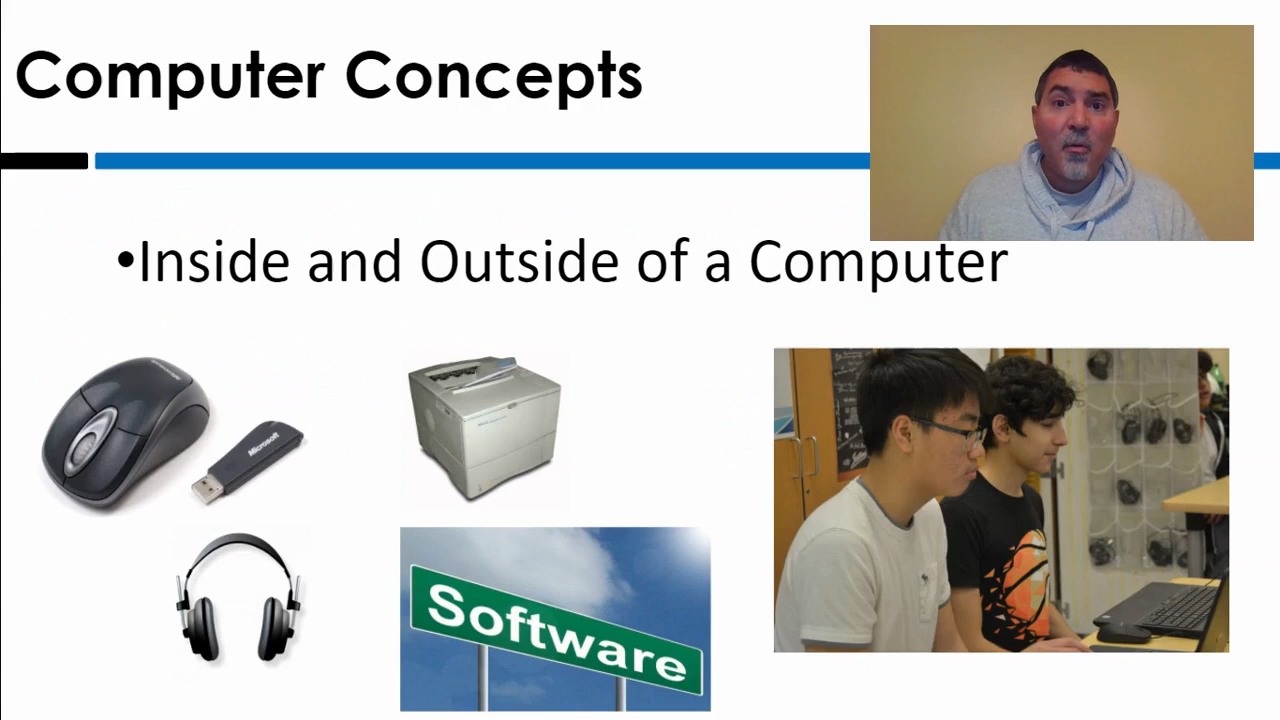 Computer Concepts
•Inside and Outside of a Computer
Microsoft
Software